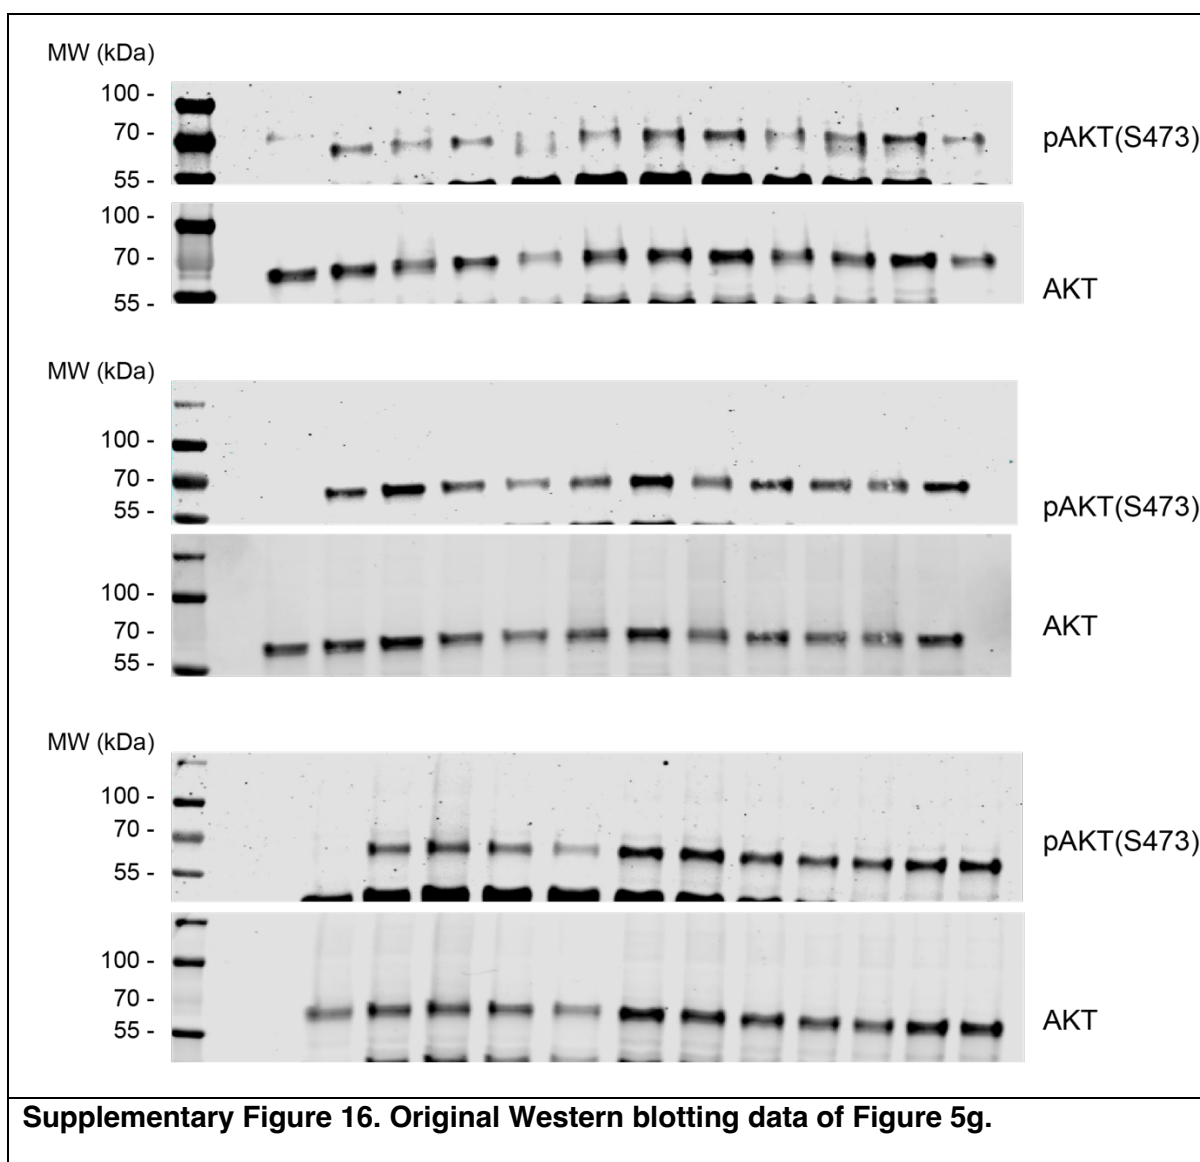 MW (kDa)
100 -
70 -
55 -
pAKT(S473)
100 -
70 -
55 -
AKT
MW (kDa)
100 -
70 -
55 -
pAKT(S473)
100 -
70 -
55 -
AKT
MW (kDa)
100 -
70 -
55 -
pAKT(S473)
100 -
70 -
55 -
AKT
Supplementary Figure 16. Original Western blotting data of Figure 5g.